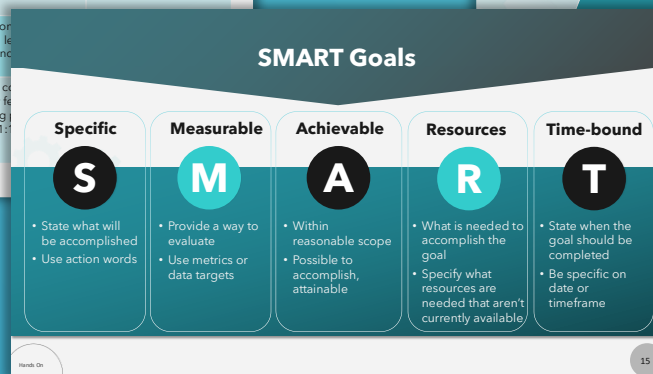 SMART Goals
Specific
S
• State what will
be accomplished
• Use action words
Measurable
M
• Provide a way to
evaluate
• Use metrics or
data targets
Achievable
A
• Within
reasonable scope
• Possible to
accomplish,
attainable
Resources
R
• What is needed to
accomplish the
goal
• Specify what
resources are
needed that aren't
currently available
Time-bound
T
• State when the
goal should be
completed
• Be specific on
date or
timeframe
Hands On
15